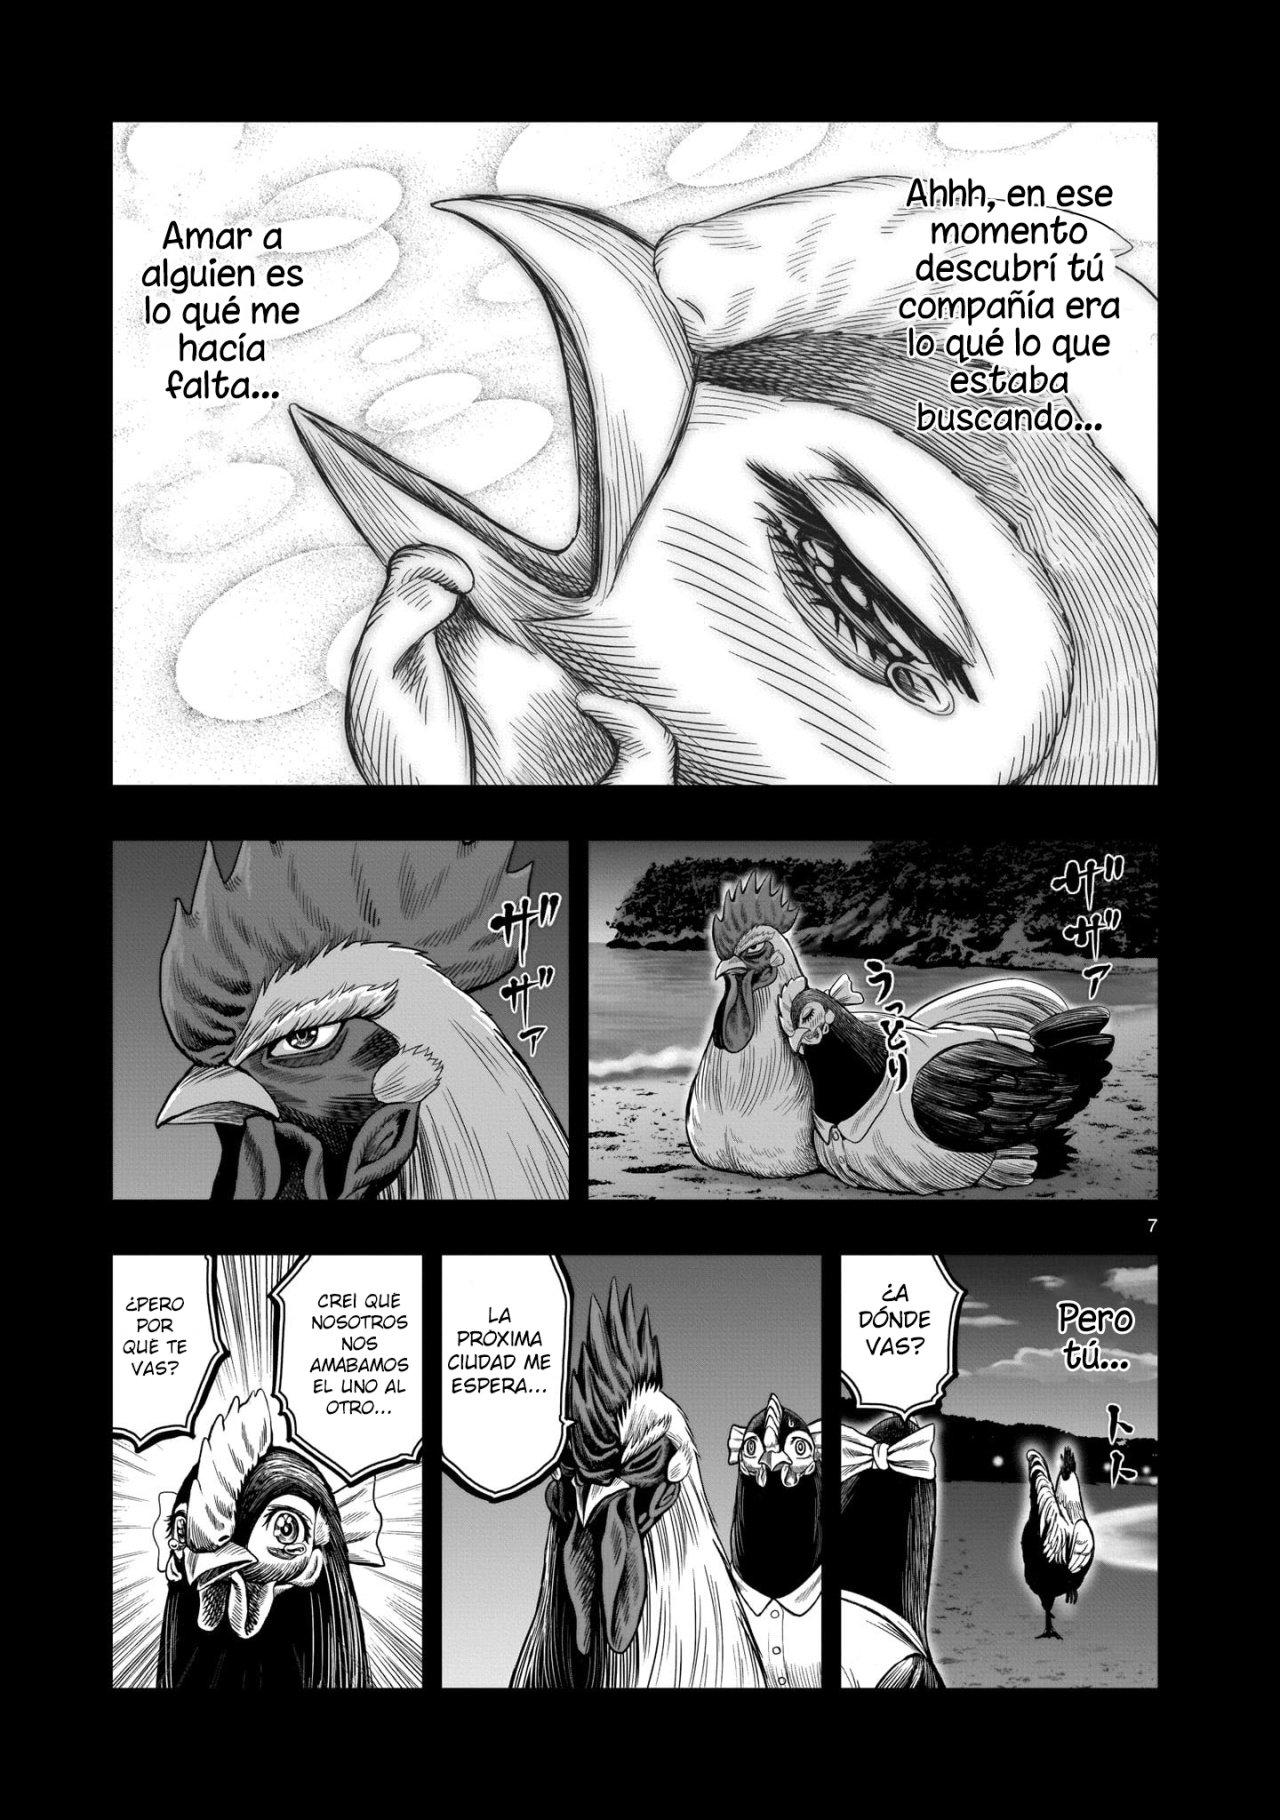 Ahhh, en ese
momento
descubrí tú
compañía era
lo qué lo que
estaba
buscando...
Amar a
alguien es
lo qué me
hacía
falta...
ザザァ
うっとり
ザザァ
7
Pero
tú...
トト
¿A
DÓNDE
VAS?
LA
PRÓXIMA
CIUDAD ME
ESPERA...
CREI QUE
NOSOTROS
NOS
AMABAMOS
EL UNO AL
OTRO...
¿PERO
POR
QUE TE
VAS?